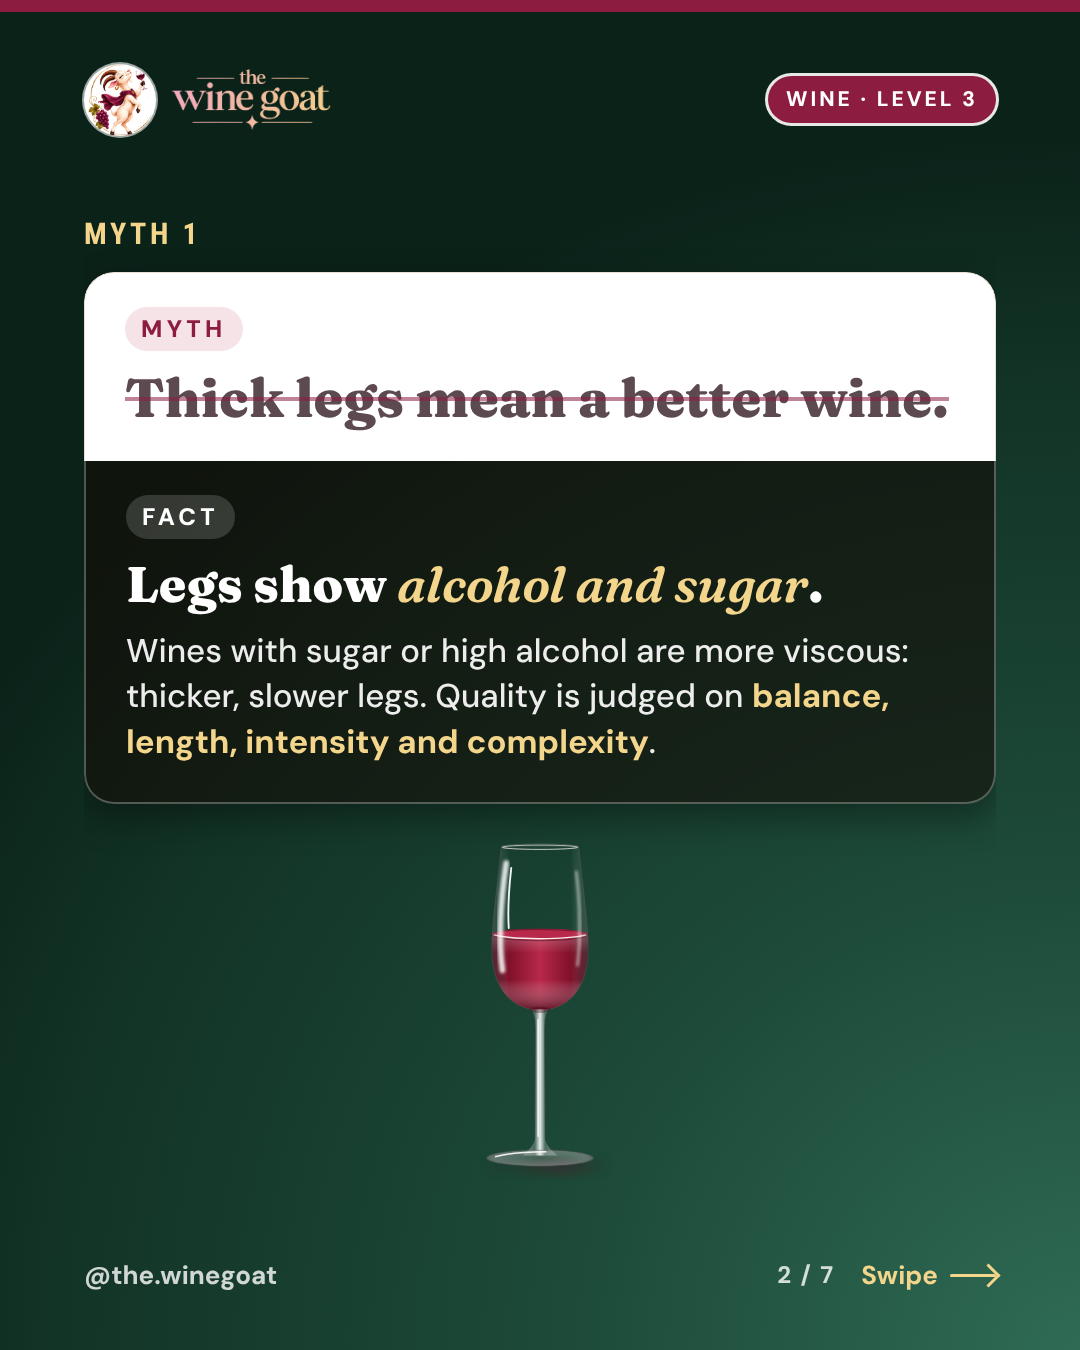 the
wine goat
WINE · LEVEL 3
MYTH 1
MYTH
Thick legs mean a better wine.
FACT
Legs show alcohol and sugar.
Wines with sugar or high alcohol are more viscous:
thicker, slower legs. Quality is judged on balance,
length, intensity and complexity.
@the.winegoat
2 / 7
Swipe